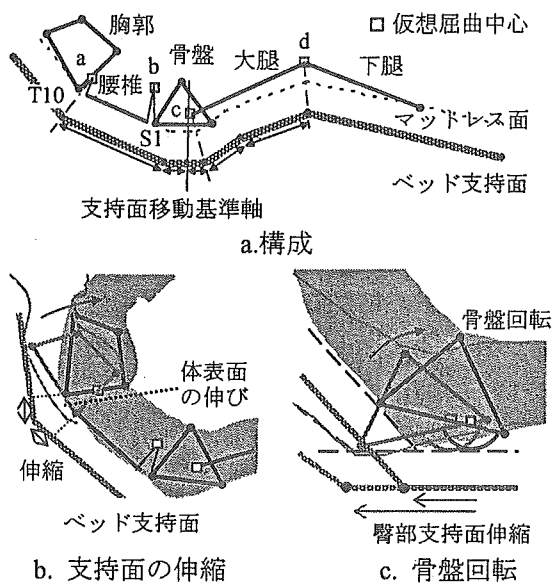 胸郭
仮想屈曲中心
骨盤
大腿
d
下腿
a
b
腰椎
c
T10
S1
マットレス面
ベッド支持面
支持面移動基準軸
a.構成
骨盤回転
体表面
の伸び
伸縮
ベッド支持面
臀部支持面伸縮
b. 支持面の伸縮
c. 骨盤回転